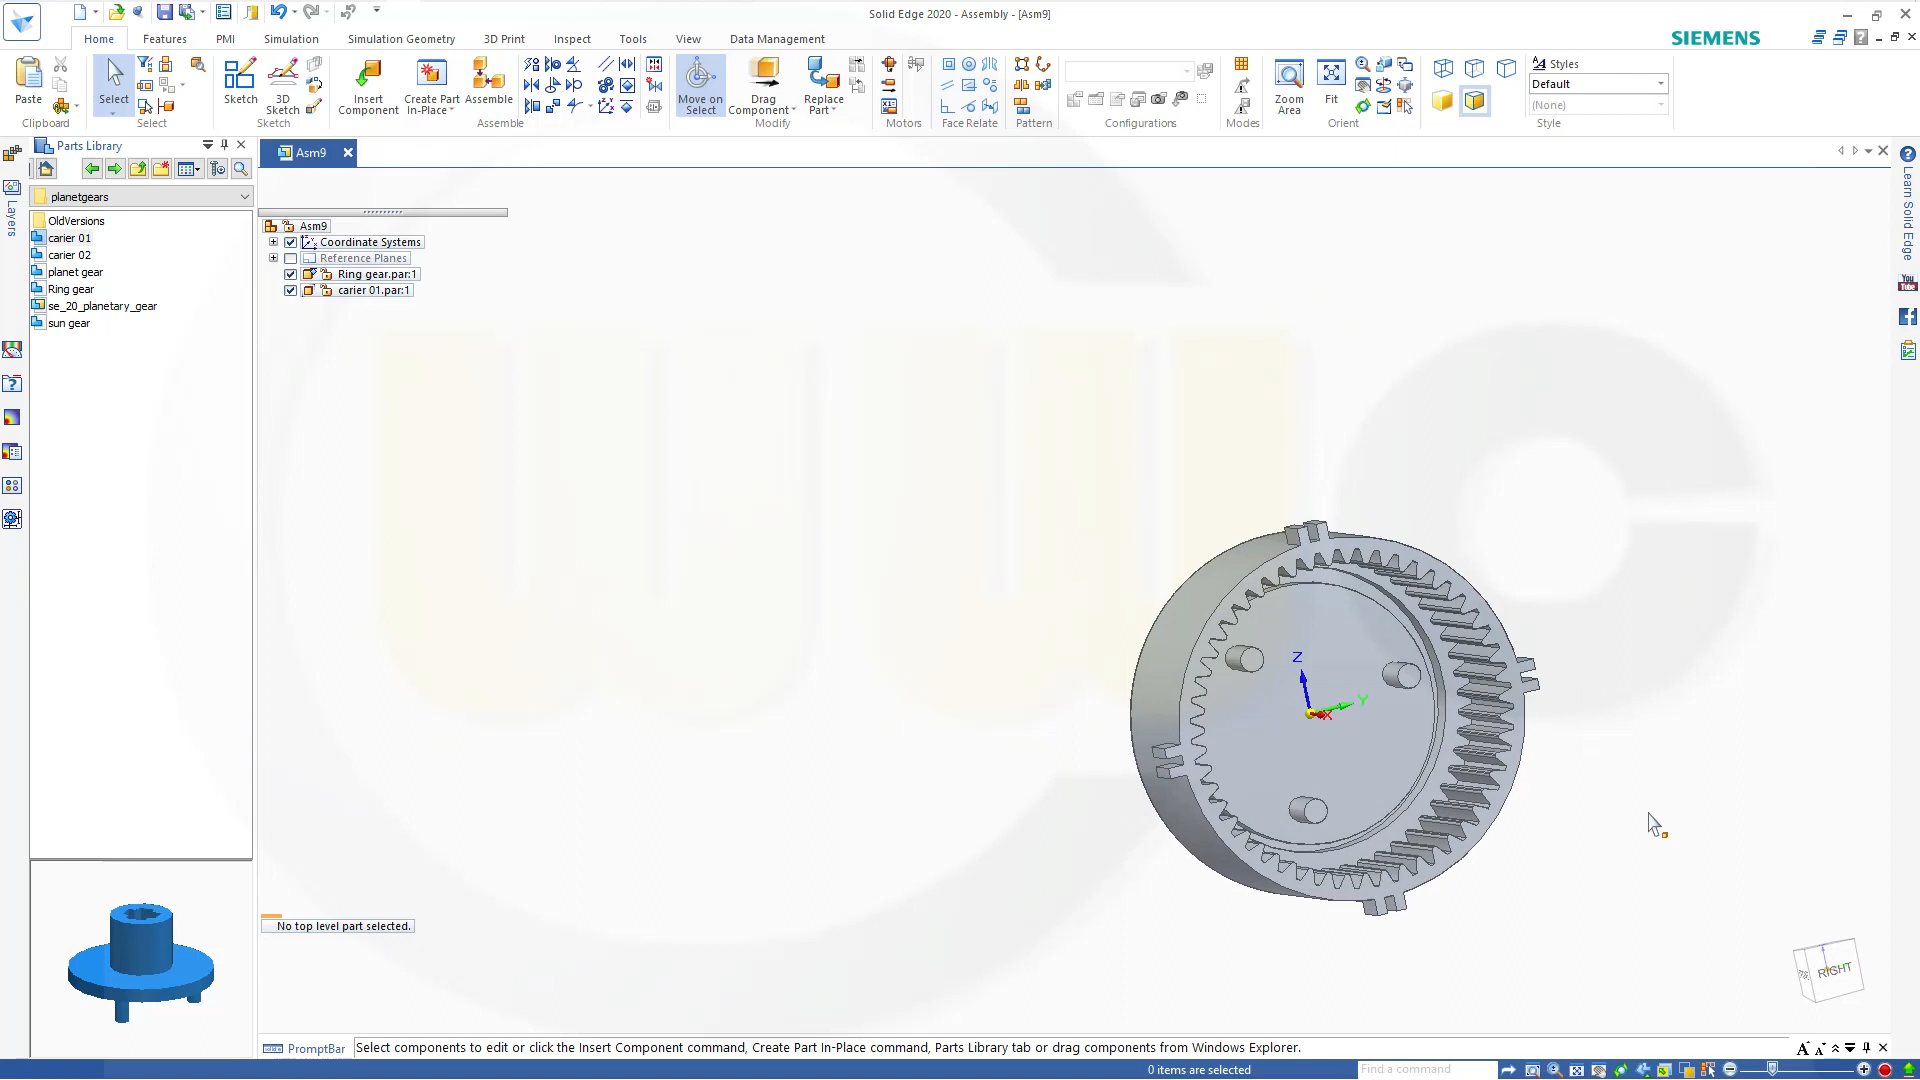 Solid Edge 2020 - Assembly - [Asm9]
Home Features PMI Simulation Simulation Geometry 3D Print Inspect Tools View Data Management
SIEMENS
Paste
Clipboard
Select
Select
Sketch
3D Sketch
Sketch
Insert Component
Create Part In-Place
Assemble
Assemble
Move on Select
Drag Component
Replace Part
Modify
Motors
Face Relate
Pattern
Configurations
Modes
Zoom Area
Fit
Orient
Styles
Default
(None)
Style
Parts Library
Asm9
planetgears
OldVersions
carier 01
carier 02
planet gear
Ring gear
se_20_planetary_gear
sun gear
Layers
Asm9
Coordinate Systems
Reference Planes
Ring gear.par:1
carier 01.par:1
Learn Solid Edge
You Tube
Z
Y
X
No top level part selected.
RIGHT
PromptBar
Select components to edit or click the Insert Component command, Create Part In-Place command, Parts Library tab or drag components from Windows Explorer.
0 items are selected
Find a command